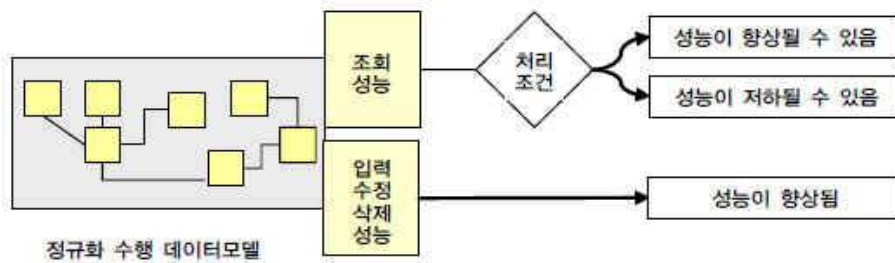 조회
성능
처리
조건
성능이 향상될 수 있음
성능이 저하될 수 있음
입력
수정
삭제
성능
성능이 향상됨
정규화 수행 데이터모델